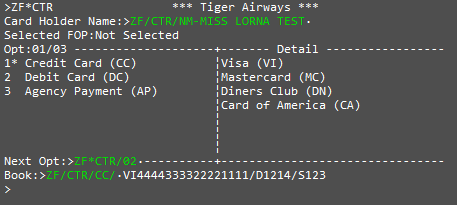 >ZF*CTR *** Tiger Airways ***
Card Holder Name:>ZF/CTR/NM-MISS LORNA TEST·
Selected FOP:Not Selected
Opt:01/03 -----------------+------- Detail -----------------
1* Credit Card (CC) ¦Visa (VI)
2 Debit Card (DC) ¦Mastercard (MC)
3 Agency Payment (AP) ¦Diners Club (DN)
¦Card of America (CA)
¦
¦
¦
Next Opt:>ZF*CTR/02·-----------+---------------------------------
Book:>ZF/CTR/CC/·VI4444333322221111/D1214/S123
>